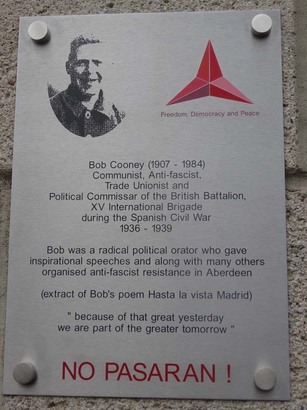 Freedom, Democracy and Peace
Bob Cooney (1907 - 1984)
Communist, Anti-fascist,
Trade Unionist and
Political Commissar of the British Battalion,
XV International Brigade
during the Spanish Civil War
1936 - 1939
Bob was a radical political orator who gave
inspirational speeches and along with many others
organised anti-fascist resistance in Aberdeen
(extract of Bob's poem Hasta la vista Madrid)
" because of that great yesterday
we are part of the greater tomorrow "
NO PASARAN !